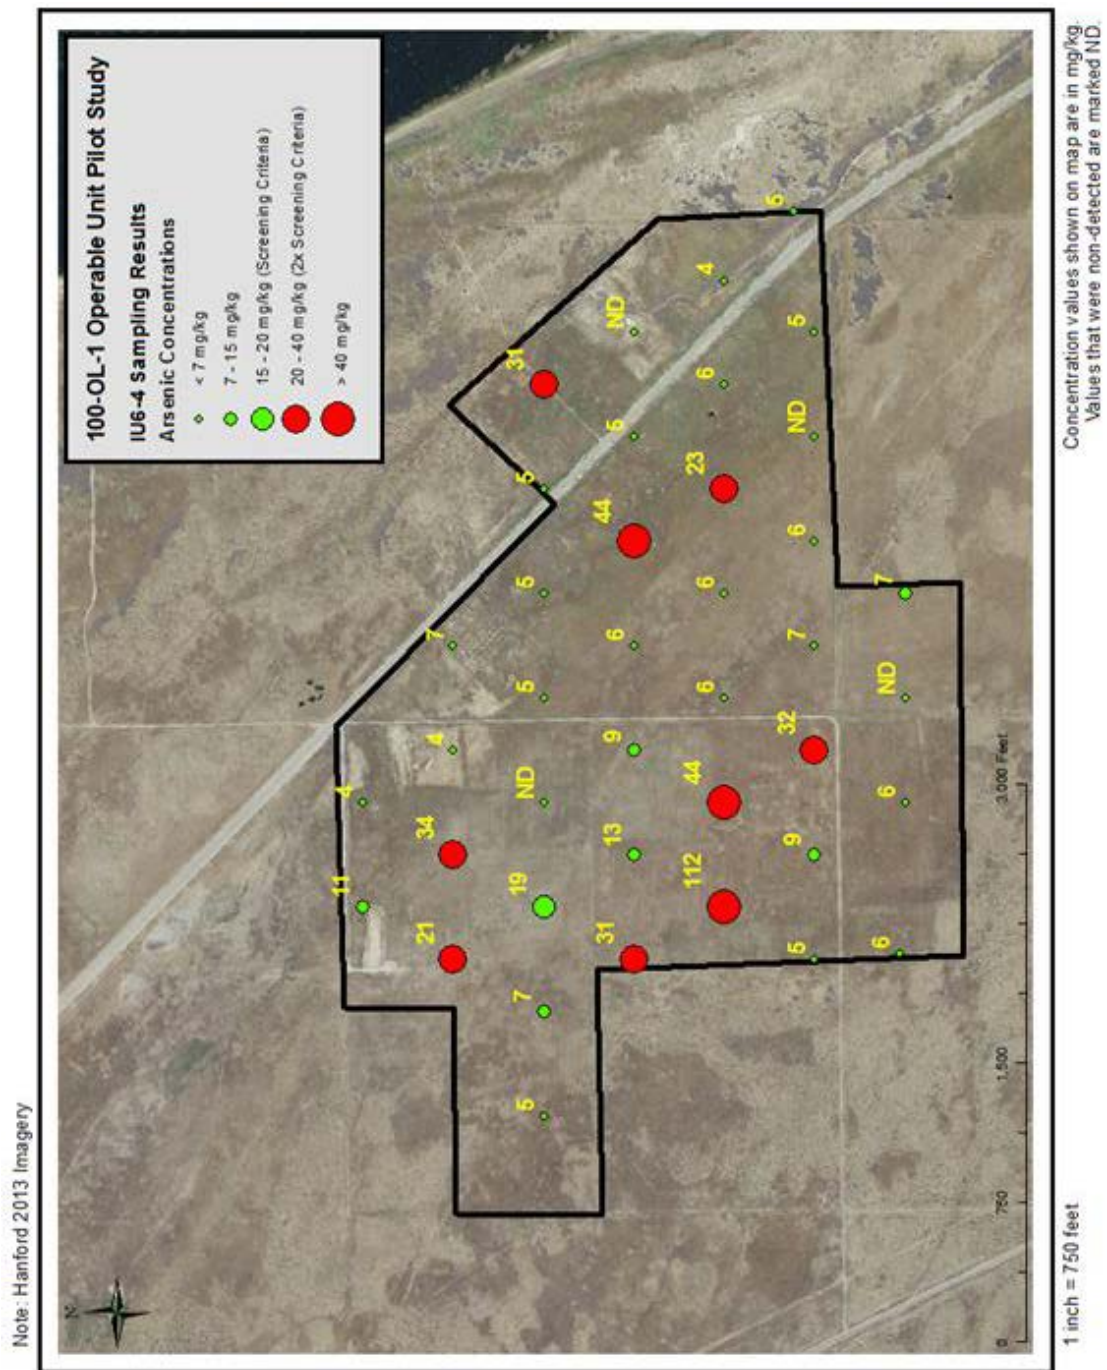 Note: Hanford 2013 Imagery
N
100-OL-1 Operable Unit Pilot Study
IU6-4 Sampling Results
Arsenic Concentrations
< 7 mg/kg
7 - 15 mg/kg
15 - 20 mg/kg (Screening Criteria)
20 - 40 mg/kg (2x Screening Criteria)
> 40 mg/kg
11 4
21 34 4 7
5 7 19 ND 5 5 5 31
31 13 9 6 44 5 ND
112 44 6 6 23 6 4
5 9 32 7 6 ND 5 5
6 6 ND 7
0 750 1,500 3,000 Feet
1 inch = 750 feet
Concentration values shown on map are in mg/kg.
Values that were non-detected are marked ND.